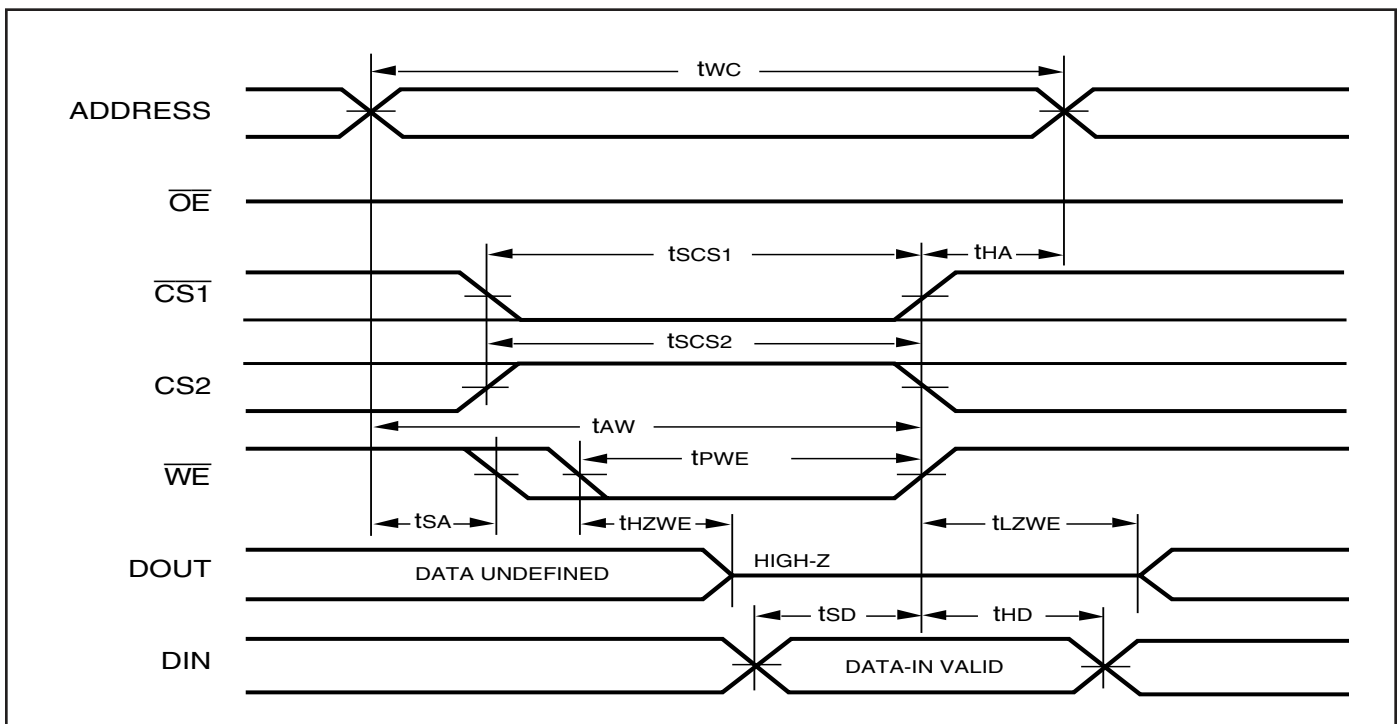 tWC
ADDRESS
OE
tSCS1
tHA
CS1
tSCS2
CS2
tAW
WE
tPWE
tSA
tHZWE
tLZWE
DOUT
DATA UNDEFINED
HIGH-Z
tSD
tHD
DIN
DATA-IN VALID